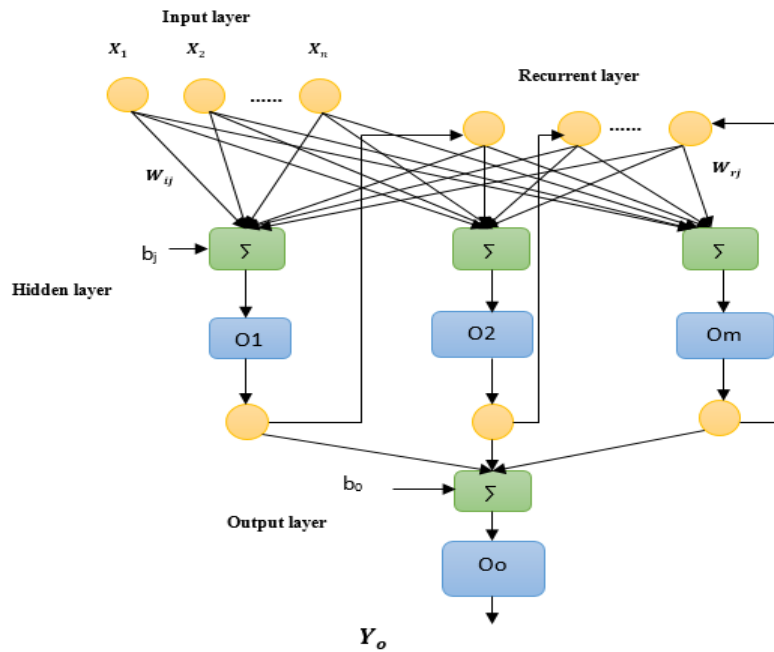 Input layer
X₁ X₂ Xₙ
Recurrent layer
...... ......
Wᵢⱼ Wᵣⱼ
bⱼ Σ Σ Σ
Hidden layer
O1 O2 Om
b₀ Σ
Output layer
Oo
Yₒ